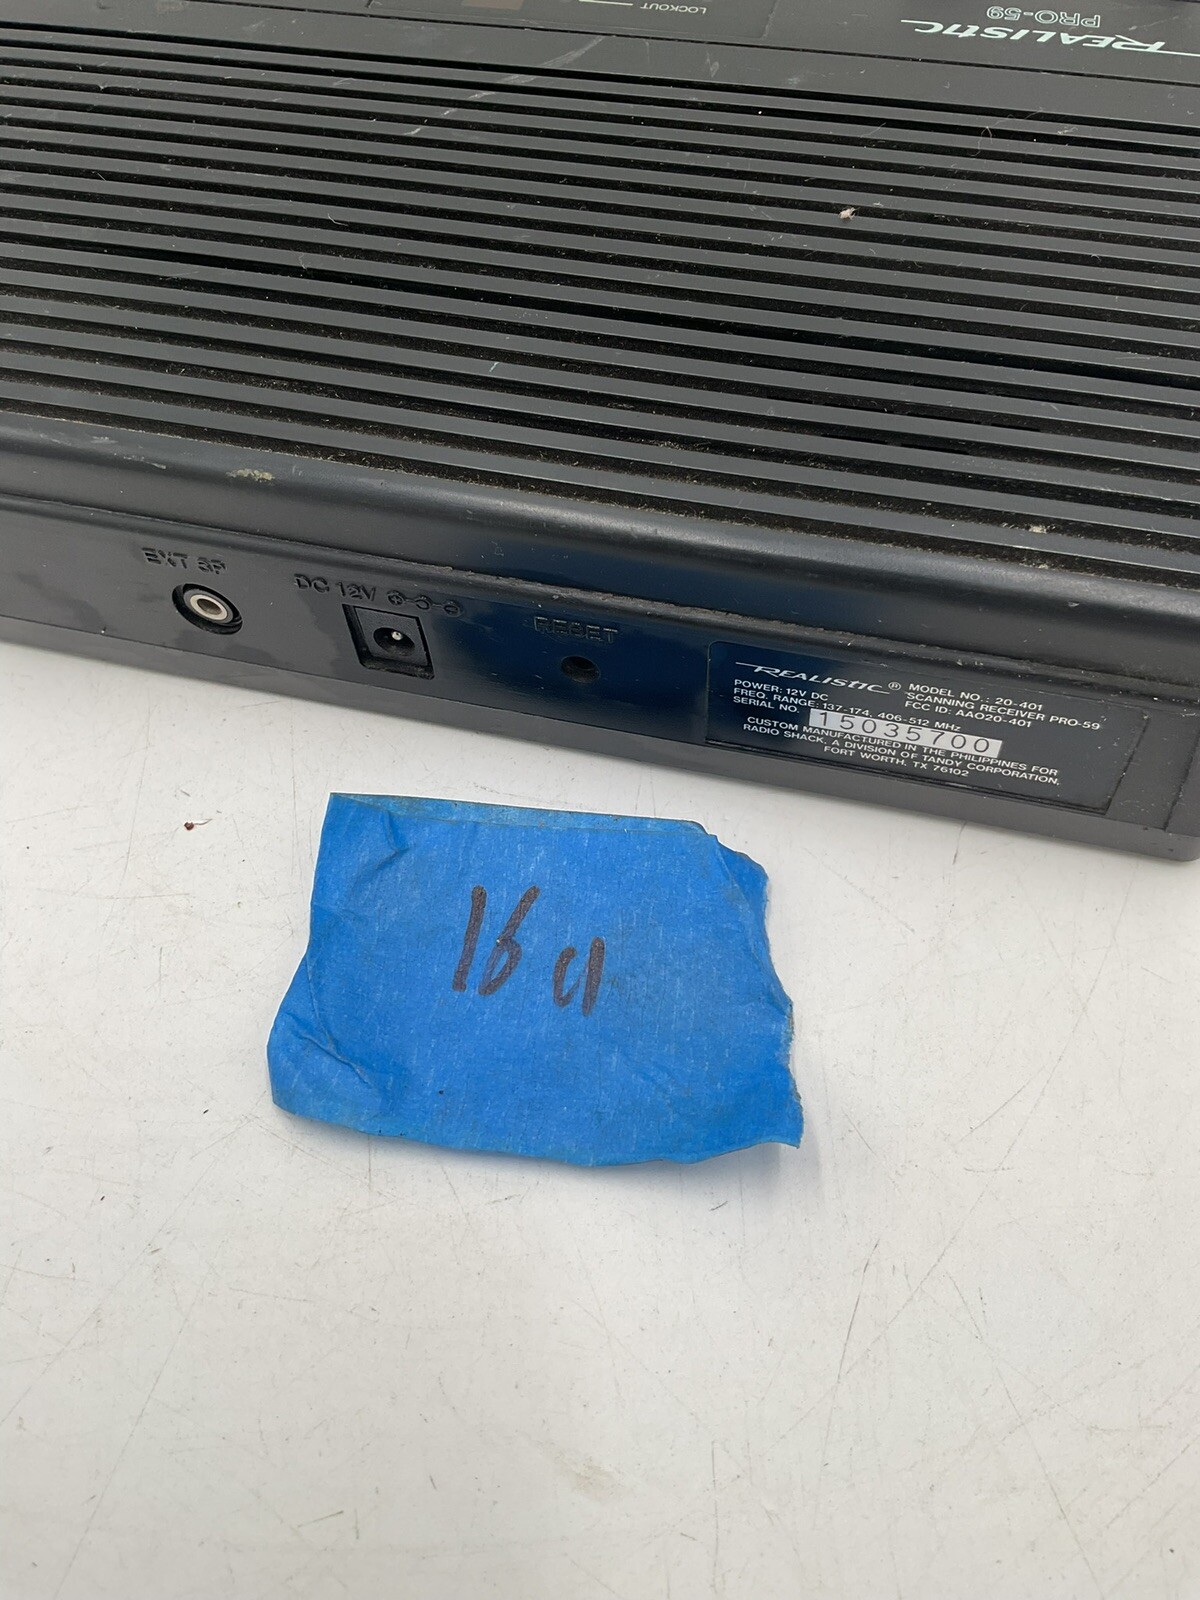 LOCKOUT
REALISTIC
PRO-59
EXT SP
DC 12V
RESET
REALISTIC®
MODEL NO.: 20-401
POWER: 12V DC
SCANNING RECEIVER PRO-59
FREQ. RANGE: 137-174, 406-512 MHz
FCC ID: AAO20-401
SERIAL NO. 15035700
CUSTOM MANUFACTURED IN THE PHILIPPINES FOR
RADIO SHACK, A DIVISION OF TANDY CORPORATION,
FORT WORTH, TX 76102